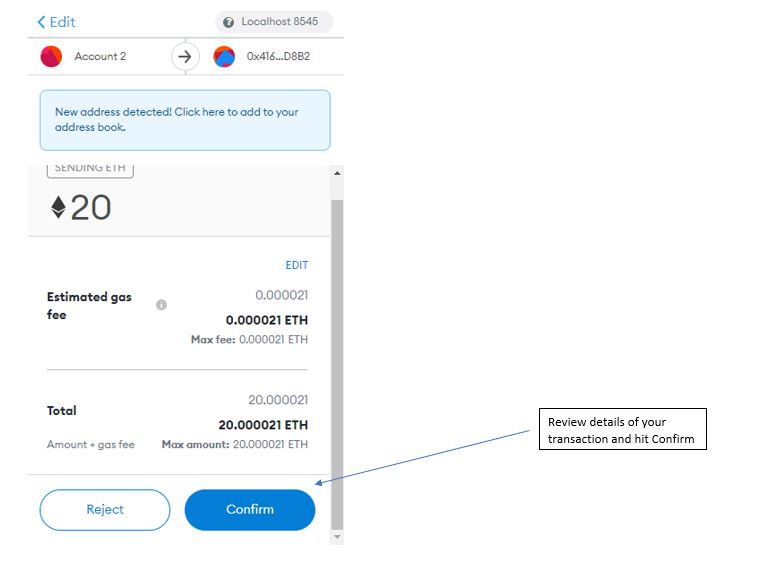 Edit
Localhost 8545
Account 2
0x416...D8B2
New address detected! Click here to add to your
address book.
SENDING ETH
20
EDIT
Estimated gas
fee
0.000021
0.000021 ETH
Max fee: 0.000021 ETH
Total
20.000021
20.000021 ETH
Amount + gas fee
Max amount: 20.000021 ETH
Reject
Confirm
Review details of your
transaction and hit Confirm